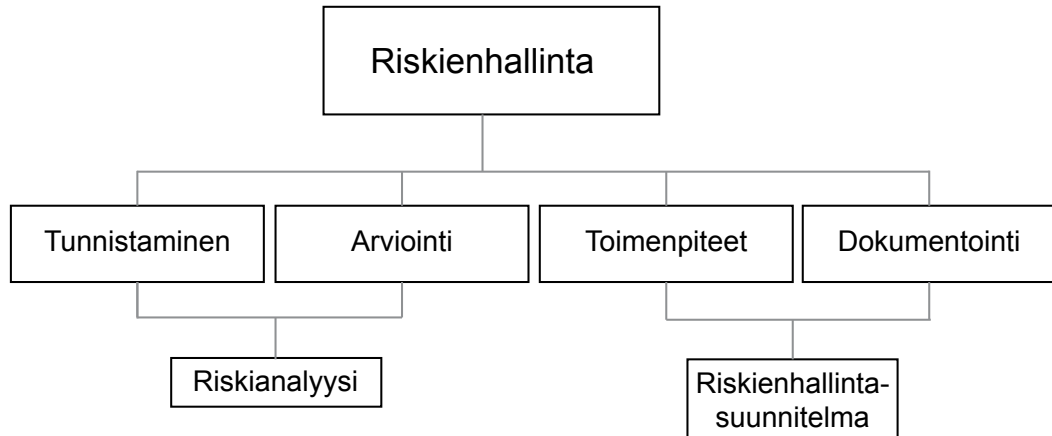 Riskienhallinta
Tunnistaminen
Arviointi
Toimenpiteet
Dokumentointi
Riskianalyysi
Riskienhallinta-
suunnitelma